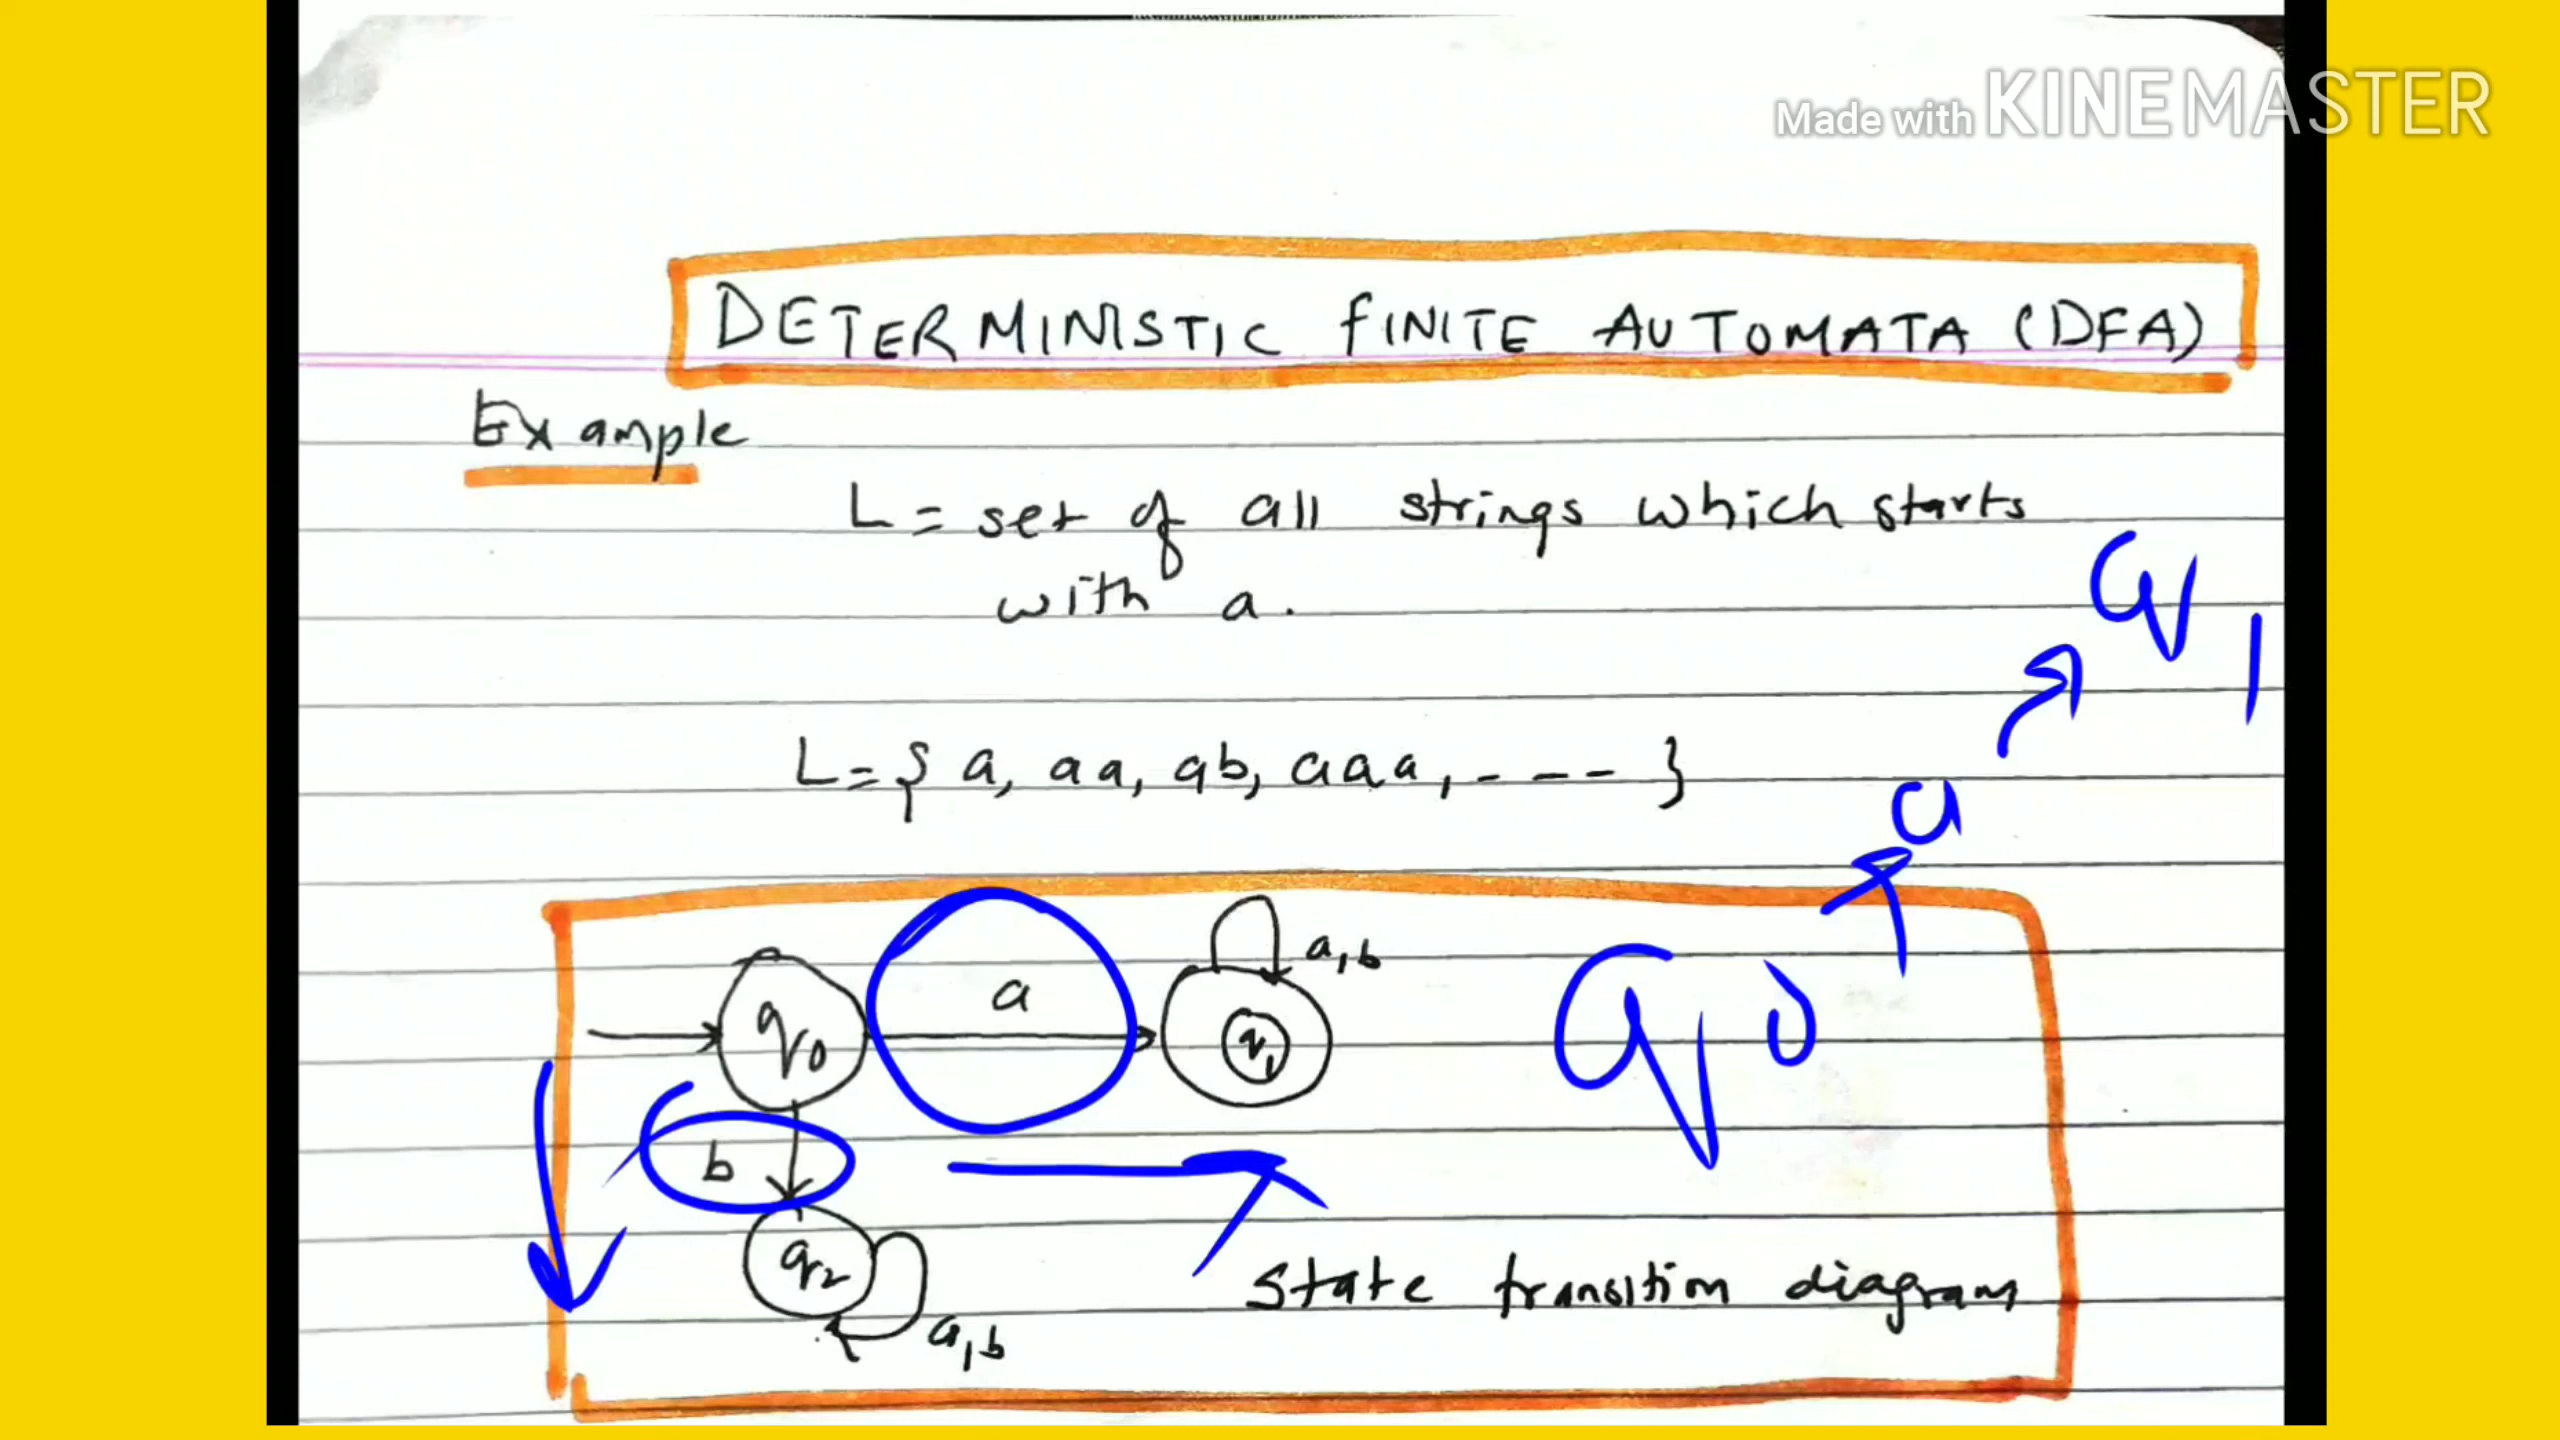 Made with KINEMASTER
DETERMINISTIC FINITE AUTOMATA (DFA)
Example
L = set of all strings which starts
with a.
q1
L = { a, aa, ab, aaa, - - - - }
a
a
a,b
q0
q1
q0
b
q2
State transition diagram
a,b